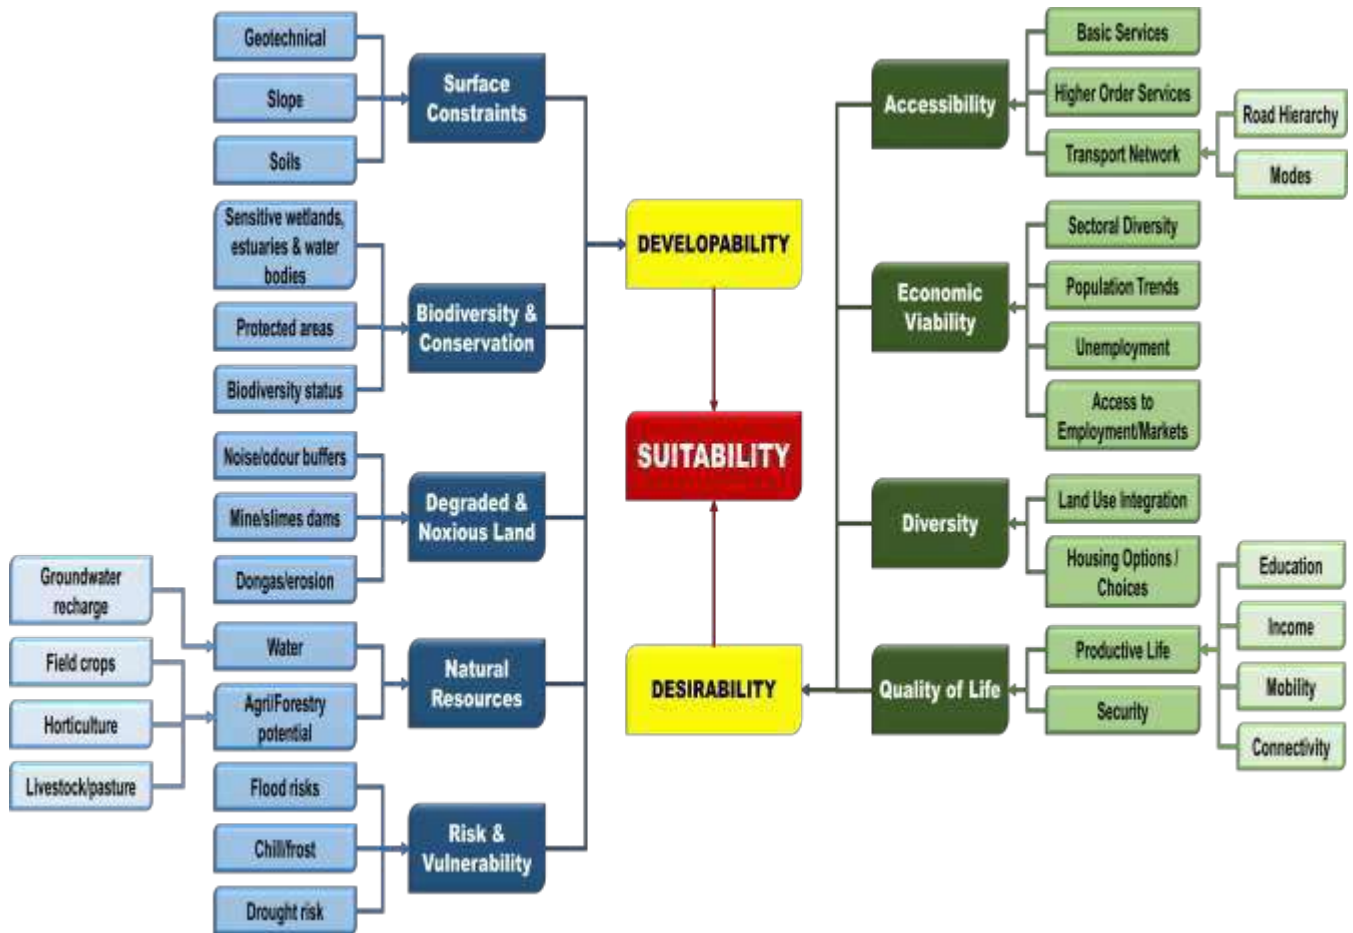 Geotechnical
Slope
Soils
Surface
Constraints
Sensitive wetlands,
estuaries & water
bodies
Protected areas
Biodiversity status
Biodiversity &
Conservation
Noise/odour buffers
Mine/slimes dams
Dongas/erosion
Degraded &
Noxious Land
Groundwater
recharge
Field crops
Horticulture
Livestock/pasture
Water
Agri/Forestry
potential
Natural
Resources
Flood risks
Chill/frost
Drought risk
Risk &
Vulnerability
DEVELOPABILITY
SUITABILITY
DESIRABILITY
Accessibility
Basic Services
Higher Order Services
Transport Network
Road Hierarchy
Modes
Economic
Viability
Sectoral Diversity
Population Trends
Unemployment
Access to
Employment/Markets
Diversity
Land Use Integration
Housing Options /
Choices
Quality of Life
Productive Life
Security
Education
Income
Mobility
Connectivity